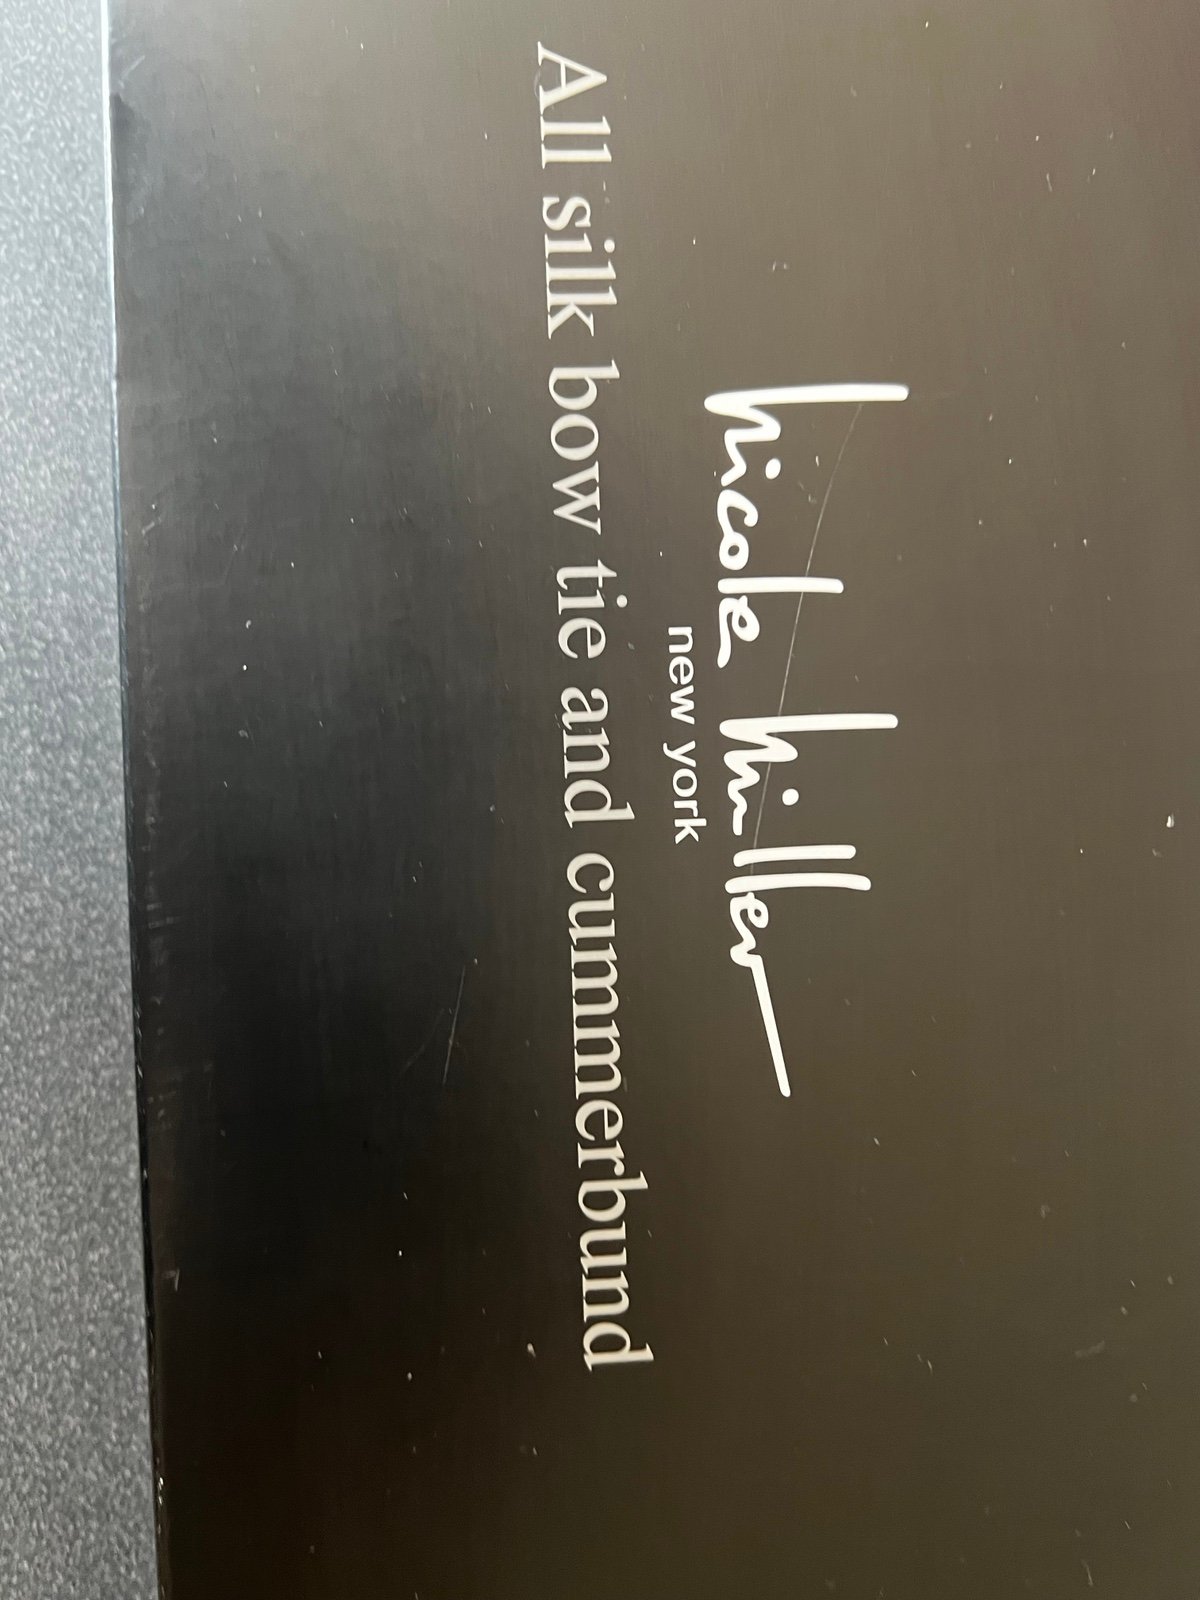 nicole miller
new york
All silk bow tie and cummerbund